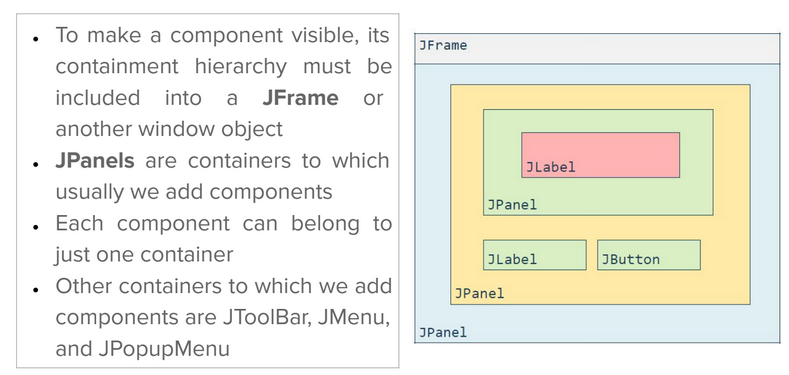 • To make a component visible, its
containment hierarchy must be
included into a JFrame or
another window object
• JPanels are containers to which
usually we add components
• Each component can belong to
just one container
• Other containers to which we add
components are JToolBar, JMenu,
and JPopupMenu
JFrame
JLabel
JPanel
JLabel
JButton
JPanel
JPanel